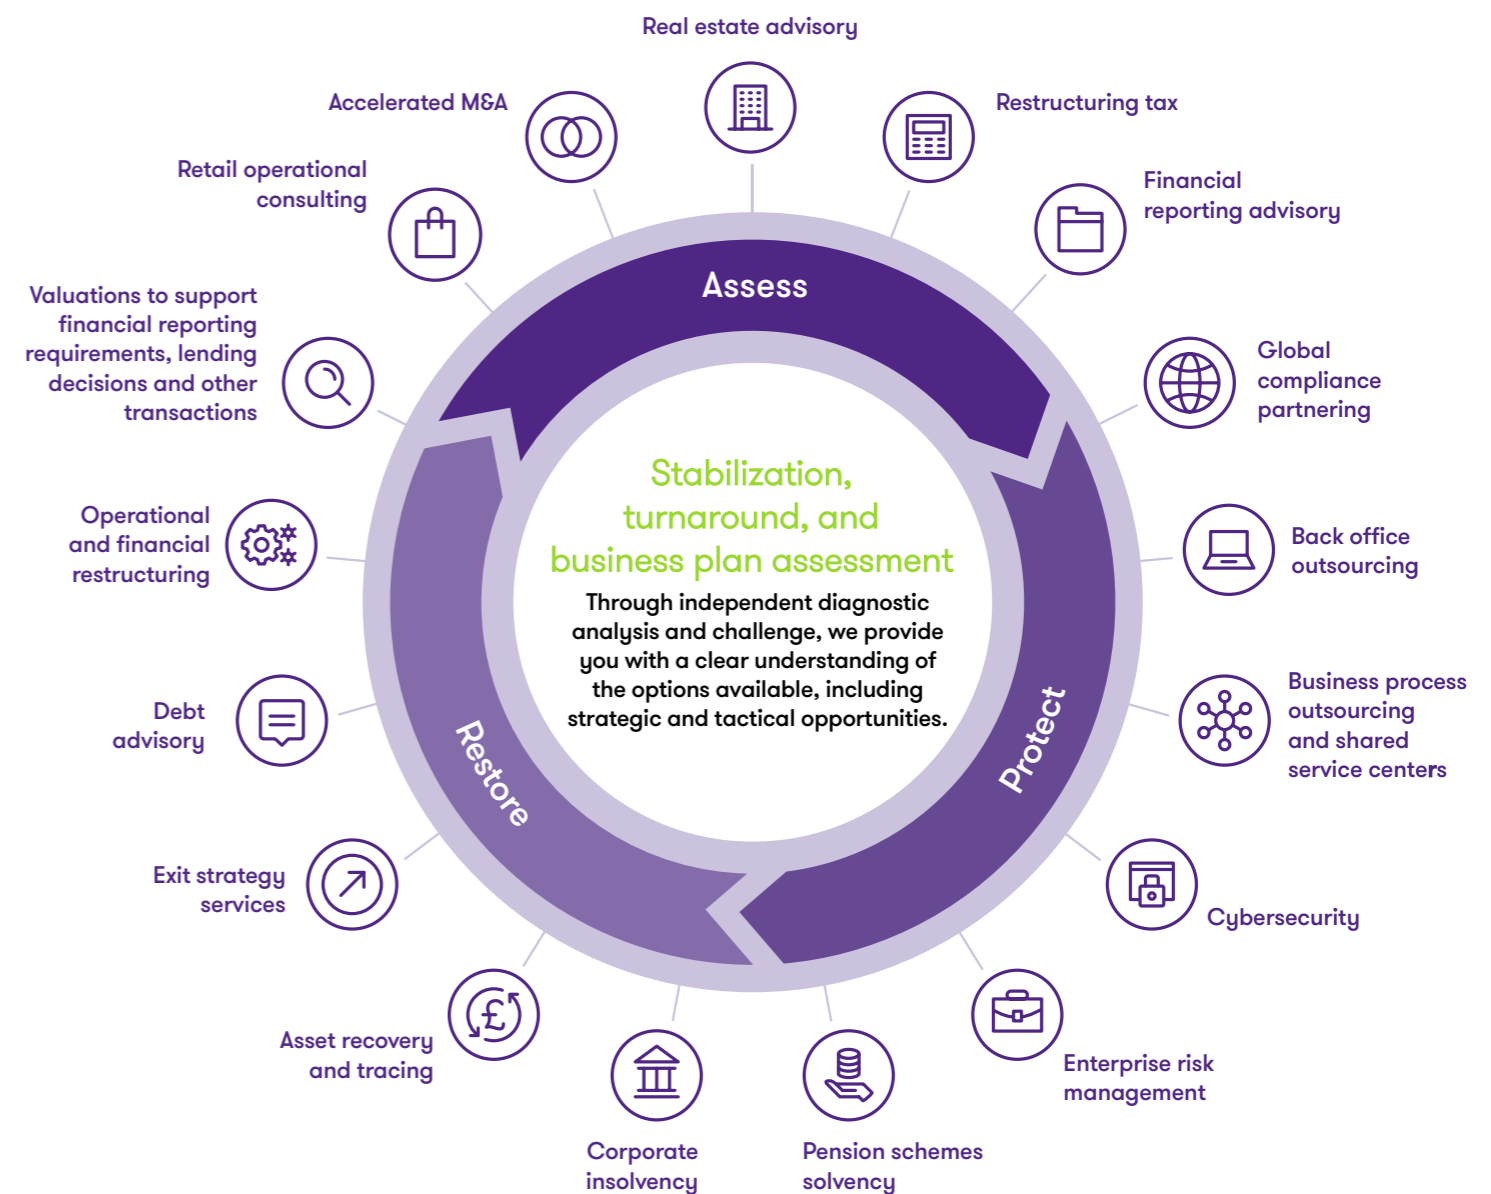 Real estate advisory
Restructuring tax
Financial
reporting advisory
Global
compliance
partnering
Back office
outsourcing
Business process
outsourcing
and shared
service centers
Cybersecurity
Enterprise risk
management
Pension schemes
solvency
Corporate
insolvency
Asset recovery
and tracing
Exit strategy
services
Debt
advisory
Operational
and financial
restructuring
Valuations to support
financial reporting
requirements, lending
decisions and other
transactions
Retail operational
consulting
Accelerated M&A
Assess
Protect
Restore
Stabilization,
turnaround, and
business plan assessment
Through independent diagnostic
analysis and challenge, we provide
you with a clear understanding of
the options available, including
strategic and tactical opportunities.
£